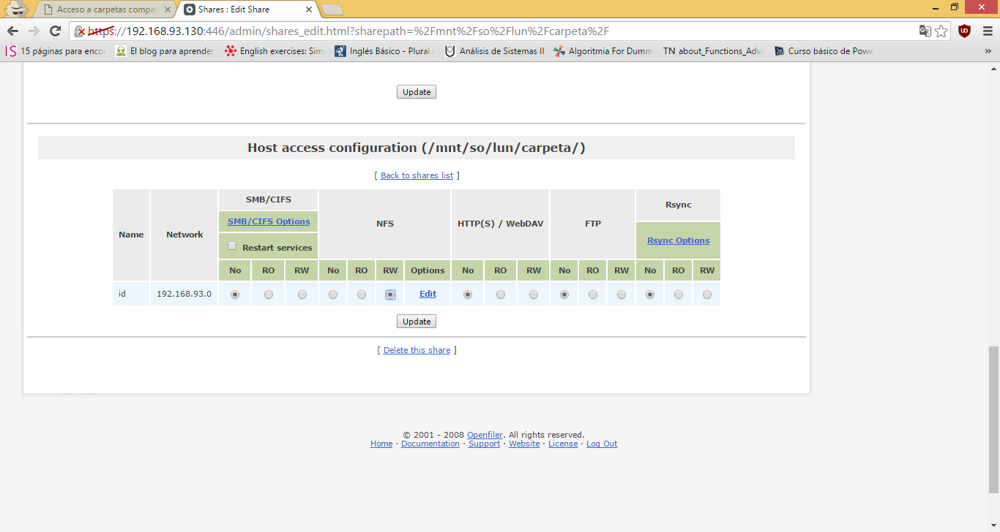 Acceso a carpetas compa
Shares : Edit Share
https://192.168.93.130:446/admin/shares_edit.html?sharepath=%2Fmnt%2Fso%2Flun%2Fcarpeta%2F
15 páginas para enco
El blog para aprender
English exercises: Sim
Inglés Básico - Plural
Análisis de Sistemas II
Algoritmia For Dumm
TN about_Functions_Adv
Curso básico de Powe
»
Update
Host access configuration (/mnt/so/lun/carpeta/)
[ Back to shares list ]
Name
Network
SMB/CIFS
SMB/CIFS Options
Restart services
NFS
HTTP(S) / WebDAV
FTP
Rsync
Rsync Options
No RO RW No RO RW Options No RO RW No RO RW No RO RW
id 192.168.93.0 Edit
Update
[ Delete this share ]
© 2001 - 2008 Openfiler. All rights reserved.
Home · Documentation · Support · Website · License · Log Out